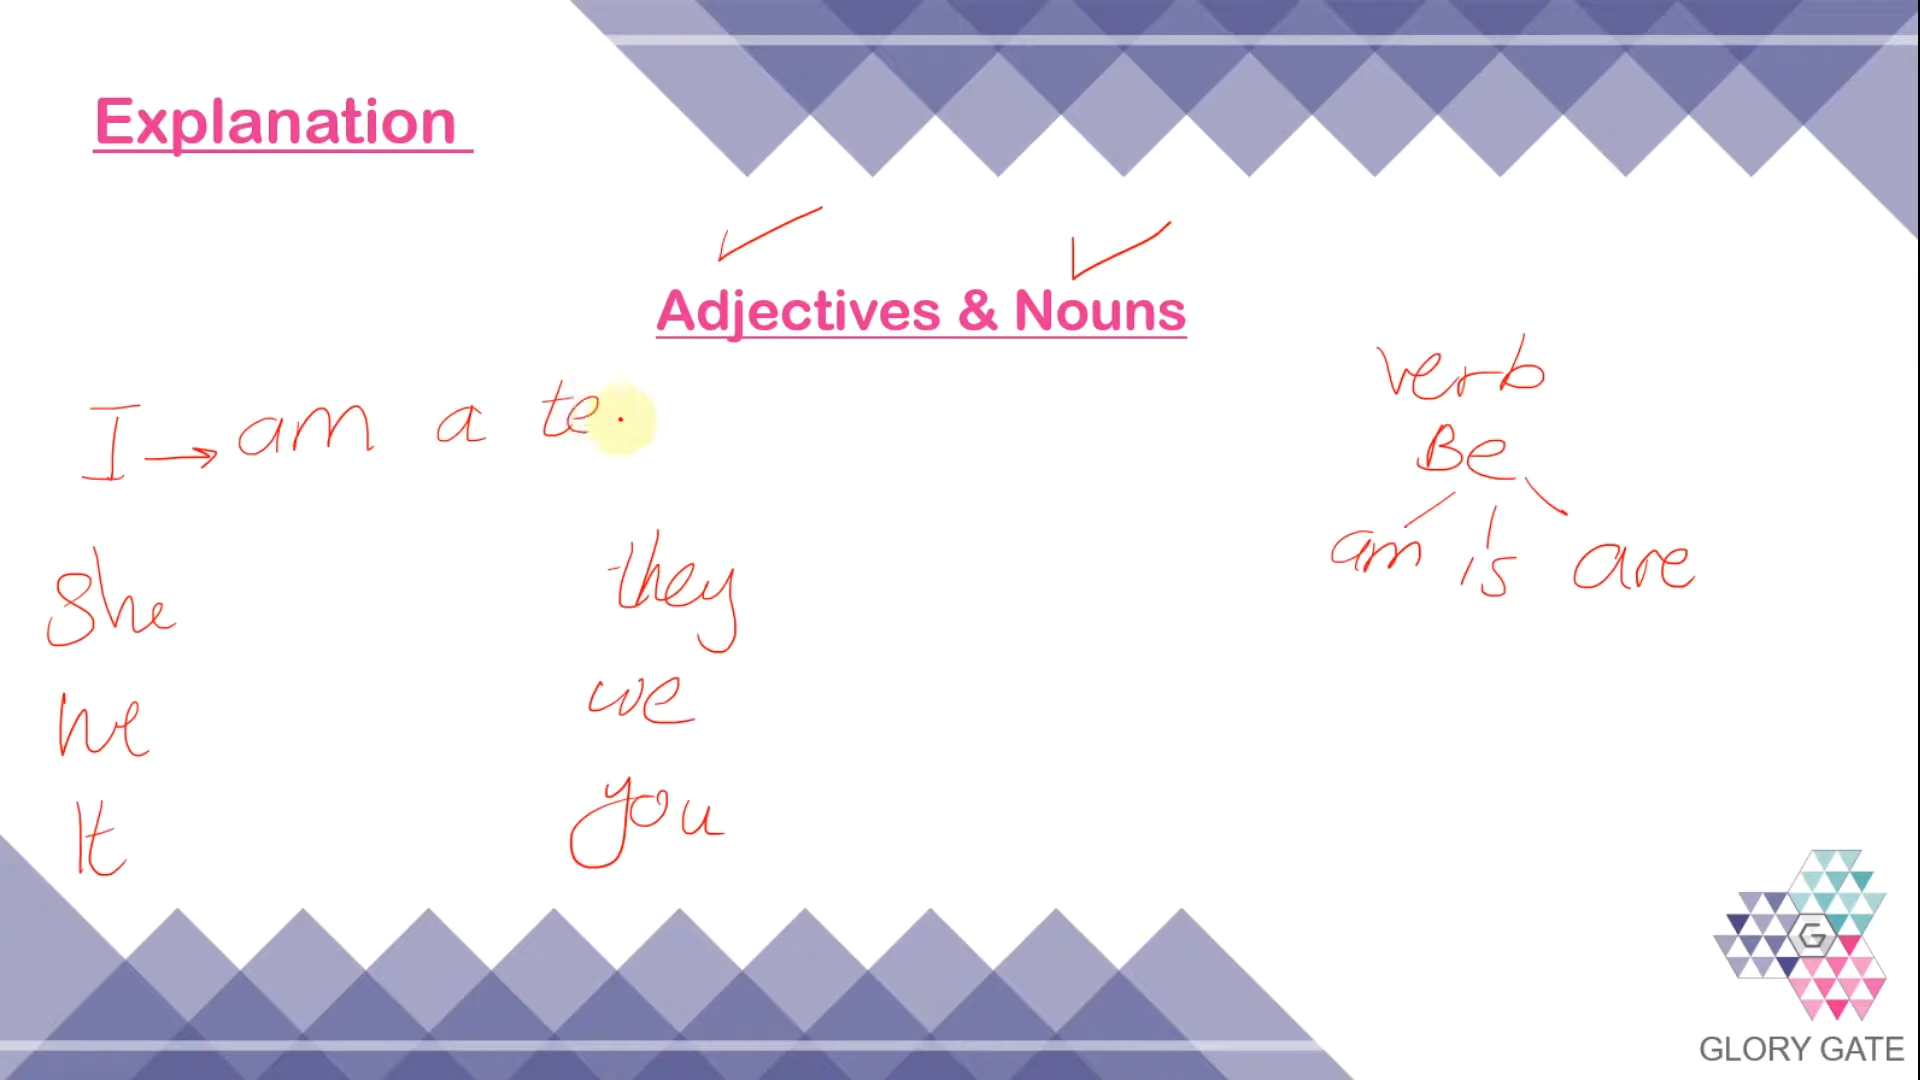 Explanation
Adjectives & Nouns
verb
Be
am is are
I → am a te
She
he
It
they
we
you
G
GLORY GATE